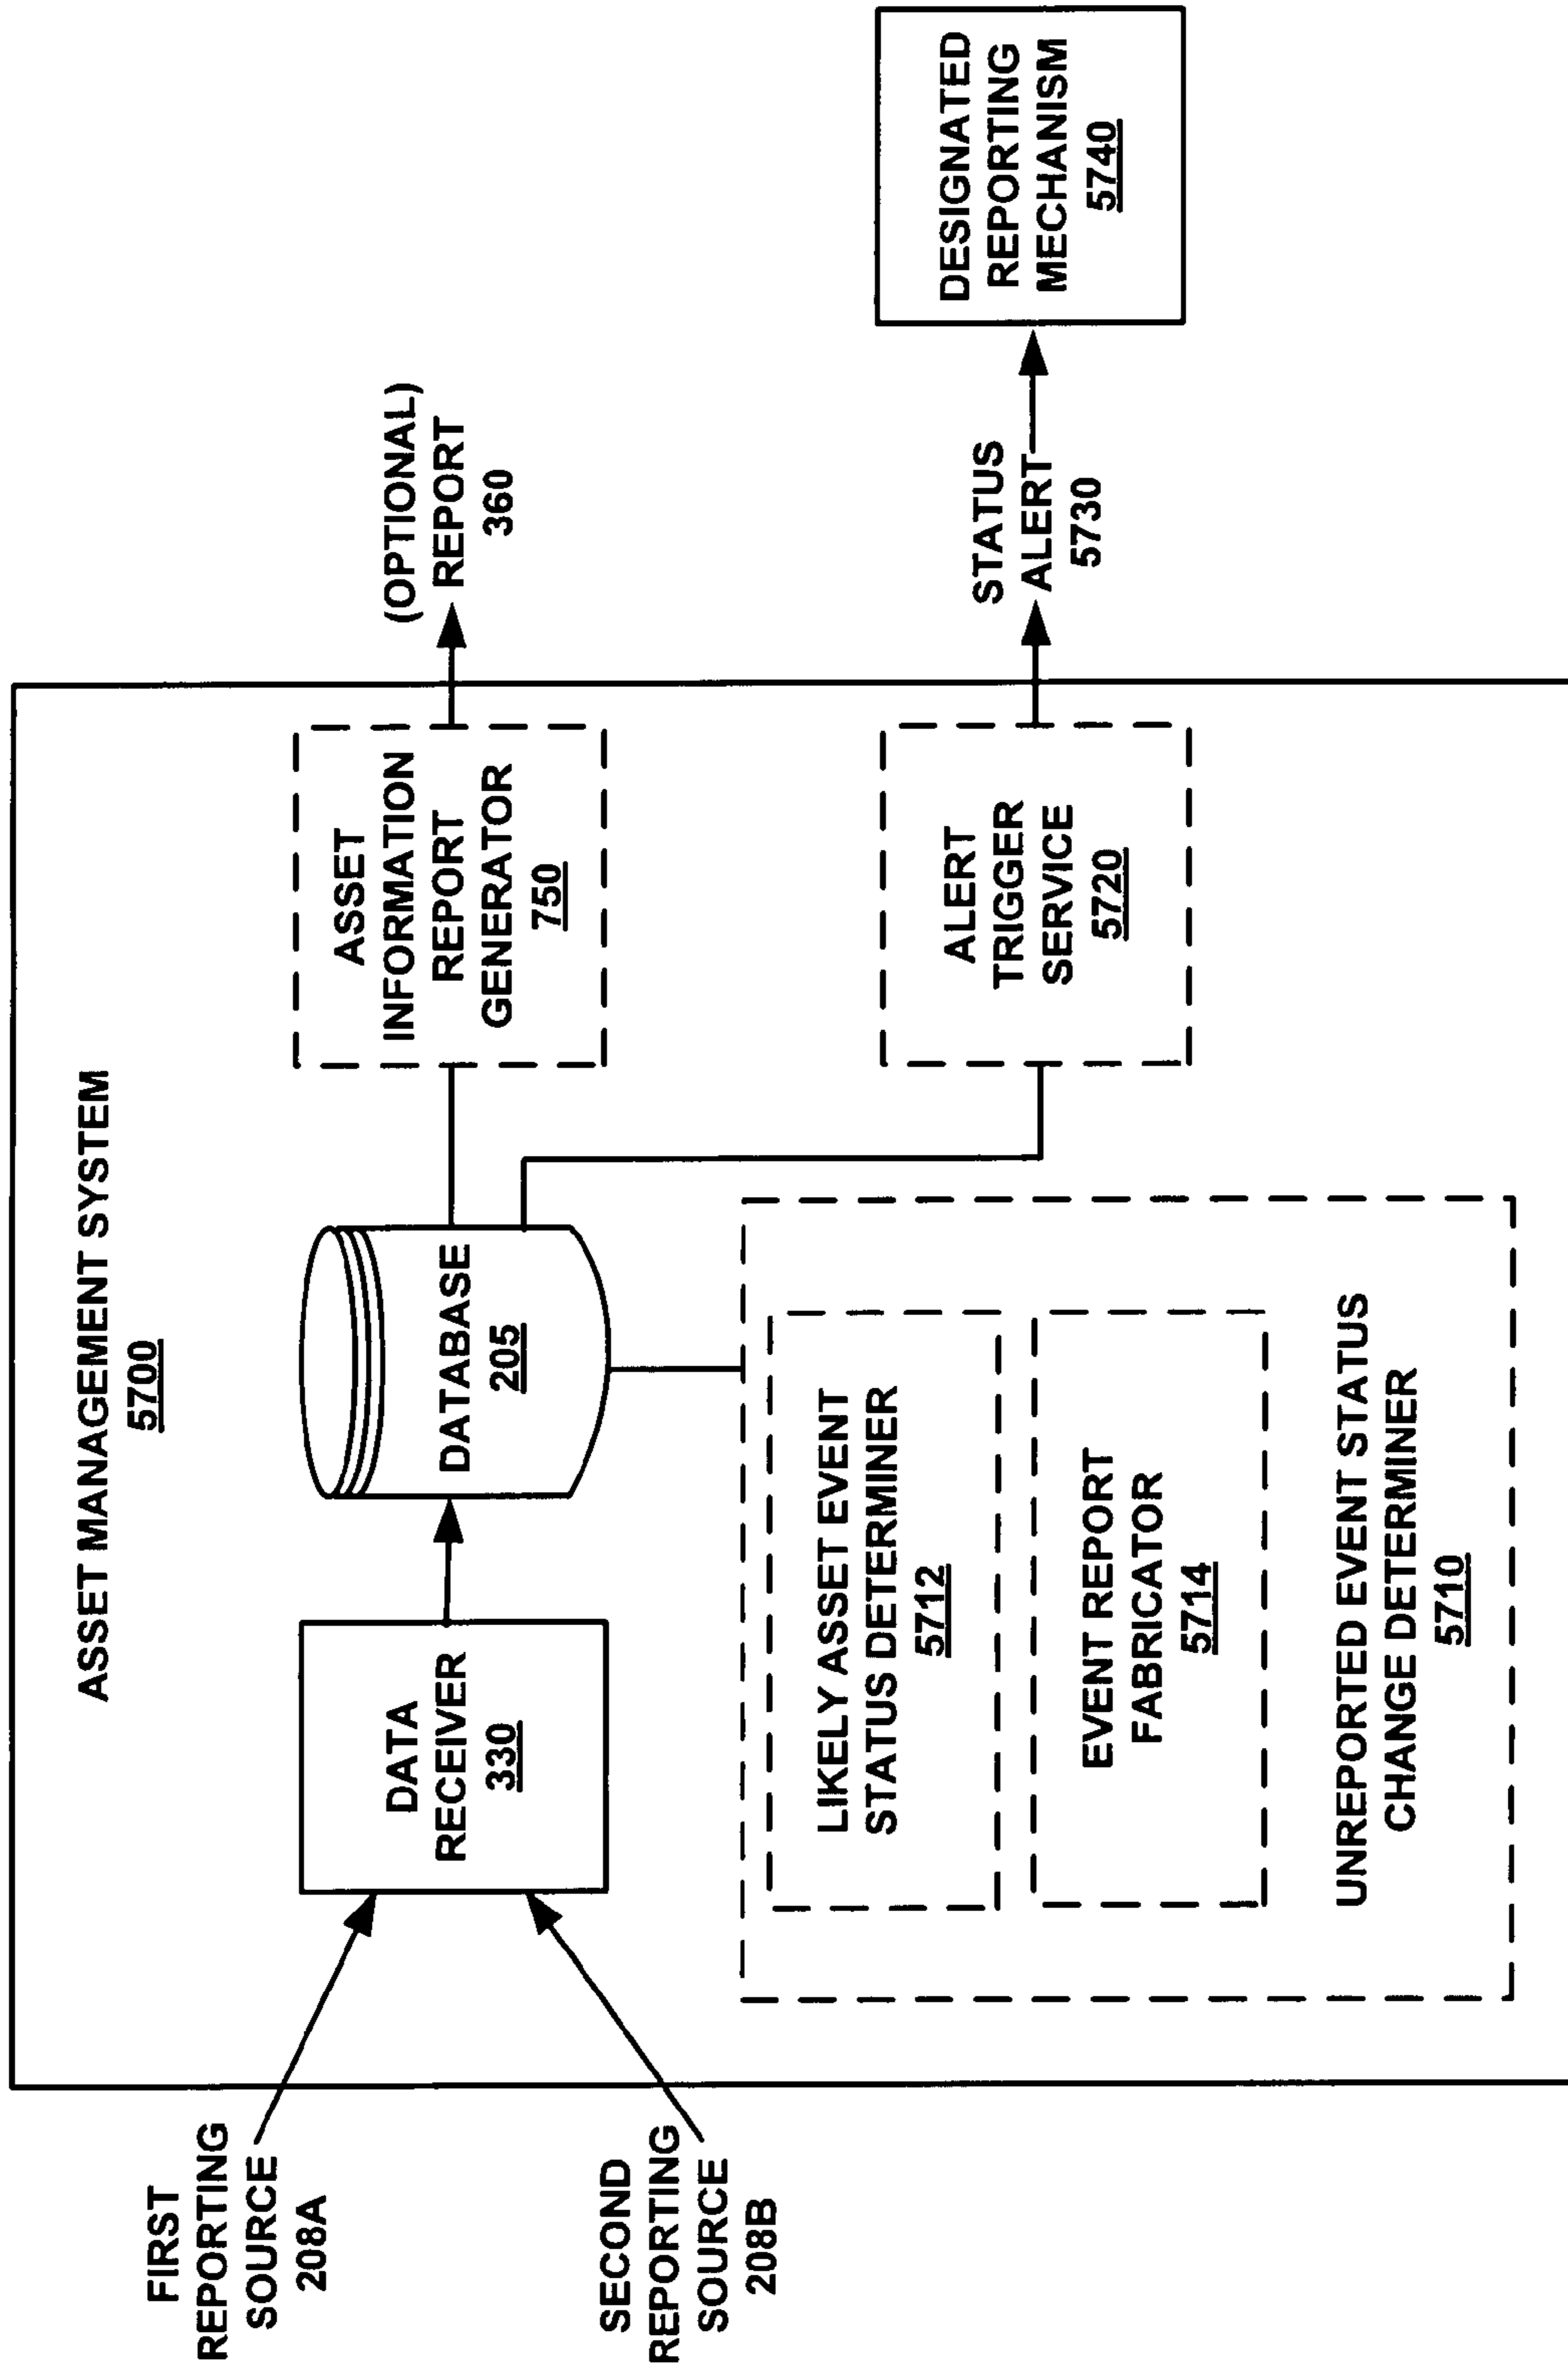 ASSET MANAGEMENT SYSTEM
5700
FIRST
REPORTING
SOURCE
208A
SECOND
REPORTING
SOURCE
208B
DATA
RECEIVER
330
DATABASE
205
ASSET
INFORMATION
REPORT
GENERATOR
750
(OPTIONAL)
REPORT
360
LIKELY ASSET EVENT
STATUS DETERMINER
5712
EVENT REPORT
FABRICATOR
5714
UNREPORTED EVENT STATUS
CHANGE DETERMINER
5710
ALERT
TRIGGER
SERVICE
5720
STATUS
ALERT
5730
DESIGNATED
REPORTING
MECHANISM
5740